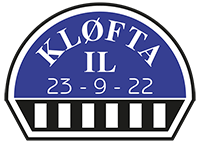 KLØFTA
IL
23 - 9 - 22